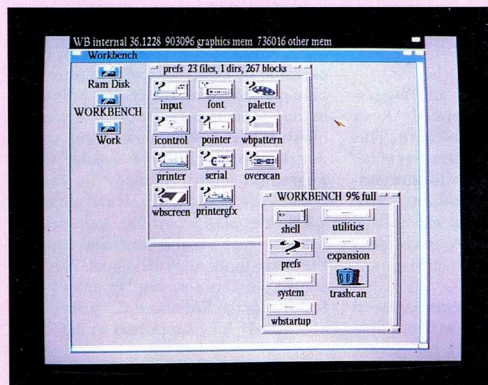 WB internal 36.1228 903096 graphics mem 736016 other mem
Workbench
Ram Disk
WORKBENCH
Work
prefs 23 files, 1 dirs, 267 blocks
input font palette
icontrol pointer wbpattern
printer serial overscan
wbscreen printergfx
WORKBENCH 9% full
shell utilities
prefs expansion
system trashcan
wbstartup